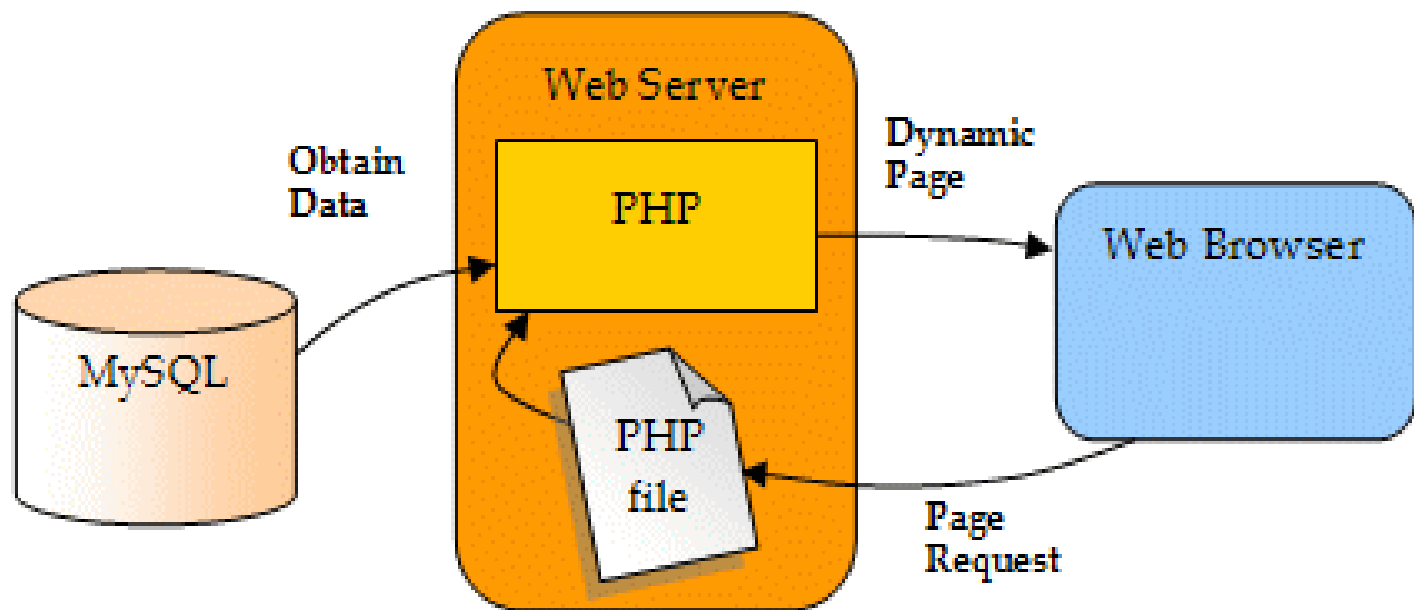 Web Server
Obtain
Data
PHP
Dynamic
Page
Web Browser
MySQL
PHP
file
Page
Request